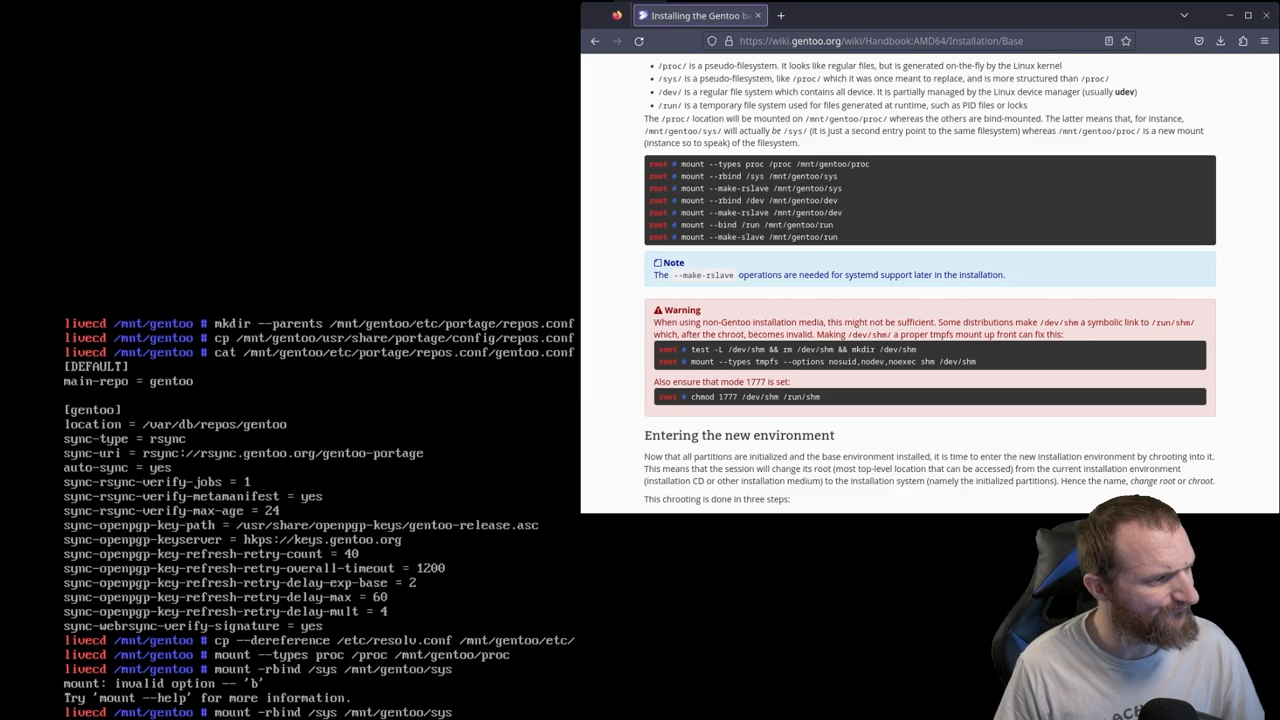 Installing the Gentoo ba
https://wiki.gentoo.org/wiki/Handbook:AMD64/Installation/Base
/proc/ is a pseudo-filesystem. It looks like regular files, but is generated on-the-fly by the Linux kernel
/sys/ is a pseudo-filesystem, like /proc/ which it was once meant to replace, and is more structured than /proc/
/dev/ is a regular file system which contains all device. It is partially managed by the Linux device manager (usually udev)
/run/ is a temporary file system used for files generated at runtime, such as PID files or locks
The /proc/ location will be mounted on /mnt/gentoo/proc/ whereas the others are bind-mounted. The latter means that, for instance,
/mnt/gentoo/sys/ will actually be /sys/ (it is just a second entry point to the same filesystem) whereas /mnt/gentoo/proc/ is a new mount
(instance so to speak) of the filesystem.
root # mount --types proc /proc /mnt/gentoo/proc
root # mount --rbind /sys /mnt/gentoo/sys
root # mount --make-rslave /mnt/gentoo/sys
root # mount --rbind /dev /mnt/gentoo/dev
root # mount --make-rslave /mnt/gentoo/dev
root # mount --bind /run /mnt/gentoo/run
root # mount --make-slave /mnt/gentoo/run
Note
The --make-rslave operations are needed for systemd support later in the installation.
Warning
When using non-Gentoo installation media, this might not be sufficient. Some distributions make /dev/shm a symbolic link to /run/shm/
which, after the chroot, becomes invalid. Making /dev/shm/ a proper tmpfs mount up front can fix this:
root # test -L /dev/shm && rm /dev/shm && mkdir /dev/shm
root # mount --types tmpfs --options nosuid,nodev,noexec shm /dev/shm
Also ensure that mode 1777 is set:
root # chmod 1777 /dev/shm /run/shm
Entering the new environment
Now that all partitions are initialized and the base environment installed, it is time to enter the new installation environment by chrooting into it.
This means that the session will change its root (most top-level location that can be accessed) from the current installation environment
(installation CD or other installation medium) to the installation system (namely the initialized partitions). Hence the name, change root or chroot.
This chrooting is done in three steps:
livecd /mnt/gentoo # mkdir --parents /mnt/gentoo/etc/portage/repos.conf
livecd /mnt/gentoo # cp /mnt/gentoo/usr/share/portage/config/repos.conf
livecd /mnt/gentoo # cat /mnt/gentoo/etc/portage/repos.conf/gentoo.conf
[DEFAULT]
main-repo = gentoo
[gentoo]
location = /var/db/repos/gentoo
sync-type = rsync
sync-uri = rsync://rsync.gentoo.org/gentoo-portage
auto-sync = yes
sync-rsync-verify-jobs = 1
sync-rsync-verify-metamanifest = yes
sync-rsync-verify-max-age = 24
sync-openpgp-key-path = /usr/share/openpgp-keys/gentoo-release.asc
sync-openpgp-keyserver = hkps://keys.gentoo.org
sync-openpgp-key-refresh-retry-count = 40
sync-openpgp-key-refresh-retry-overall-timeout = 1200
sync-openpgp-key-refresh-retry-delay-exp-base = 2
sync-openpgp-key-refresh-retry-delay-max = 60
sync-openpgp-key-refresh-retry-delay-mult = 4
sync-webrsync-verify-signature = yes
livecd /mnt/gentoo # cp --dereference /etc/resolv.conf /mnt/gentoo/etc/
livecd /mnt/gentoo # mount --types proc /proc /mnt/gentoo/proc
livecd /mnt/gentoo # mount -rbind /sys /mnt/gentoo/sys
mount: invalid option -- 'b'
Try 'mount --help' for more information.
livecd /mnt/gentoo # mount -rbind /sys /mnt/gentoo/sys